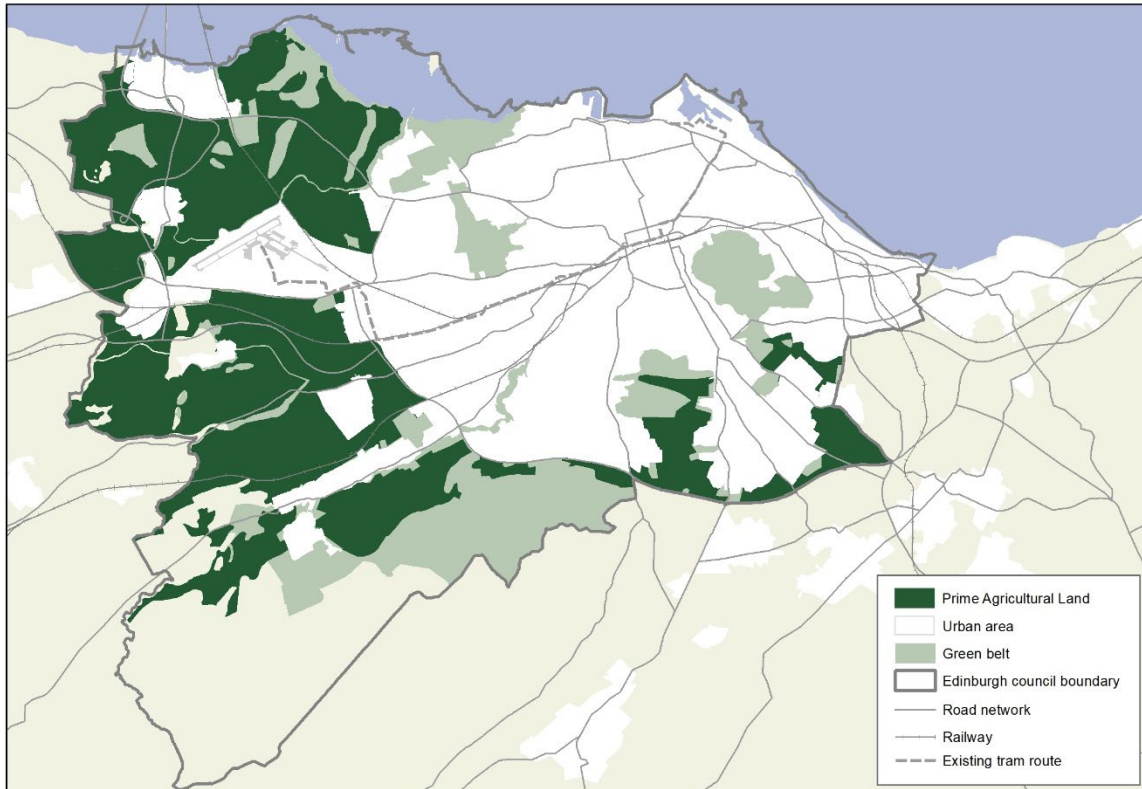 Prime Agricultural Land
Urban area
Green belt
Edinburgh council boundary
Road network
Railway
Existing tram route